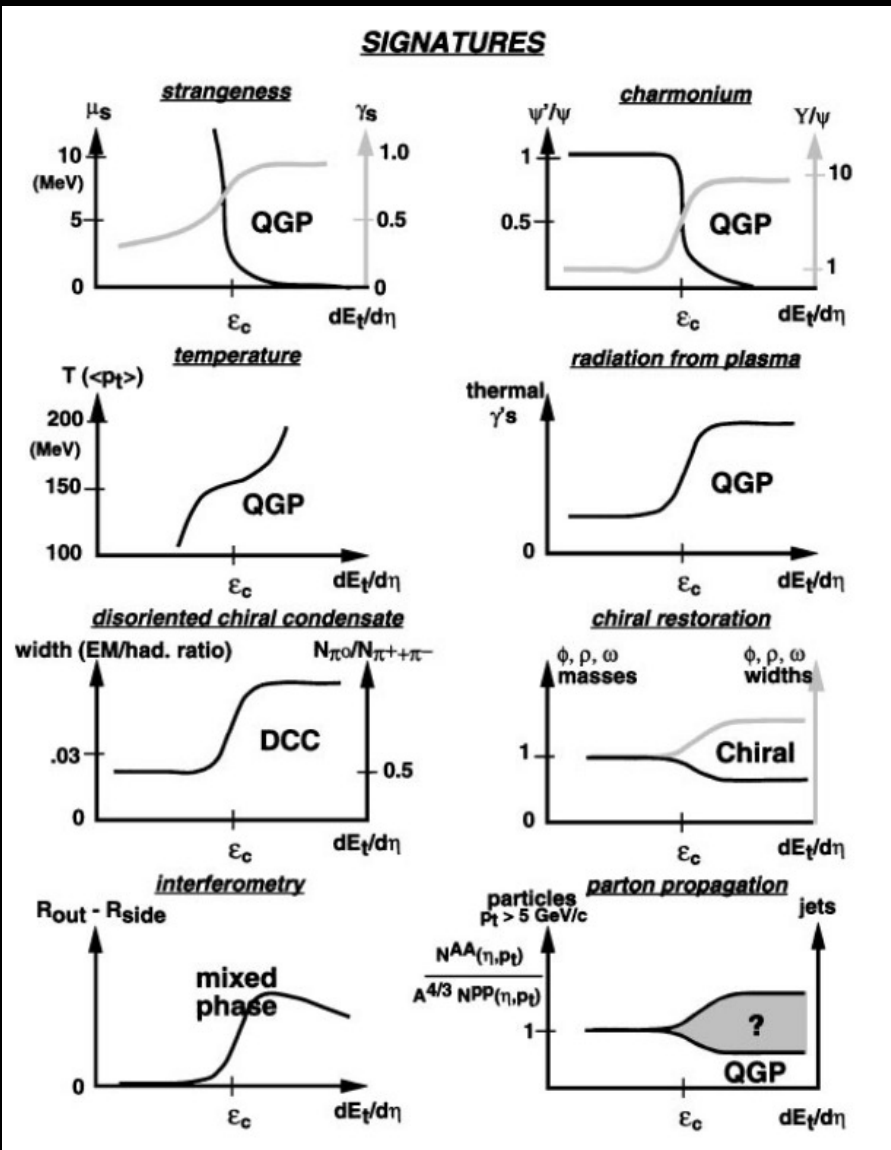 SIGNATURES
strangeness
μs
γs
10
(MeV)
5
0
1.0
0.5
0
QGP
εc
dEt/dη
charmonium
ψ'/ψ
Υ/ψ
1
0.5
10
1
QGP
εc
dEt/dη
temperature
T (<pt>)
200
(MeV)
150
100
QGP
εc
dEt/dη
radiation from plasma
thermal
γ's
0
QGP
εc
dEt/dη
disoriented chiral condensate
width (EM/had. ratio)
Nπ0/Nπ++π-
.03
0
0.5
DCC
εc
dEt/dη
chiral restoration
ϕ, ρ, ω
masses
ϕ, ρ, ω
widths
1
0
Chiral
εc
dEt/dη
interferometry
Rout - Rside
mixed
phase
0
εc
dEt/dη
parton propagation
particles
pt > 5 GeV/c
jets
NAA(η,pt)
A4/3 Npp(η,pt)
1
?
QGP
εc
dEt/dη